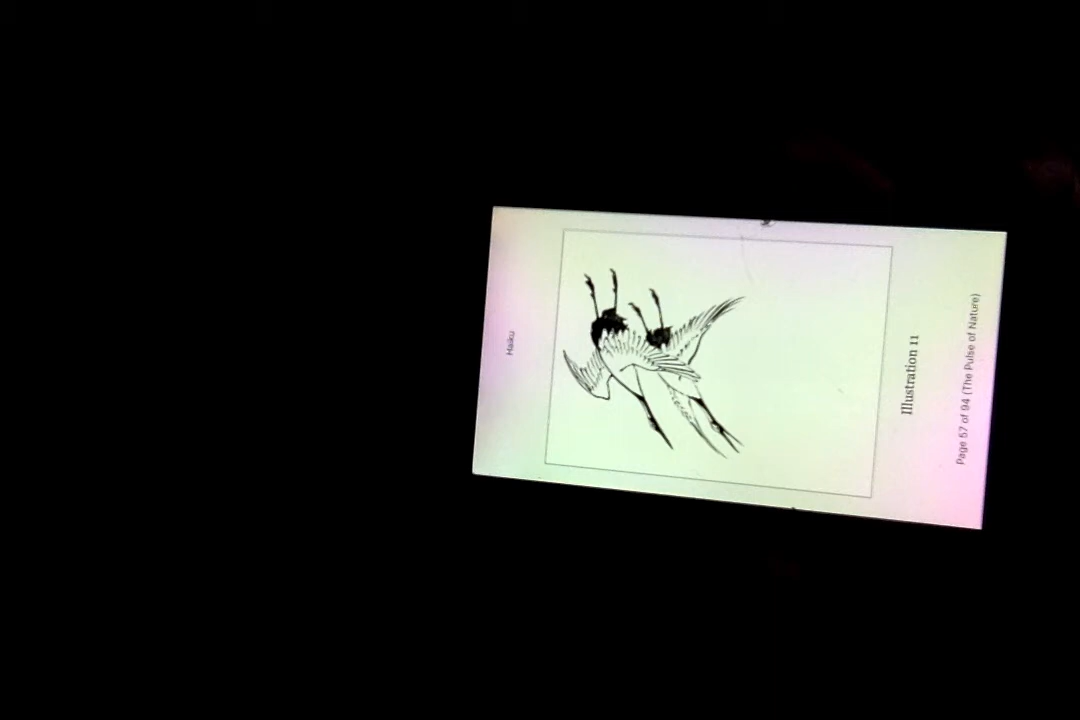 Haiku
Illustration 11
Page 57 of 94 (The Pulse of Nature)